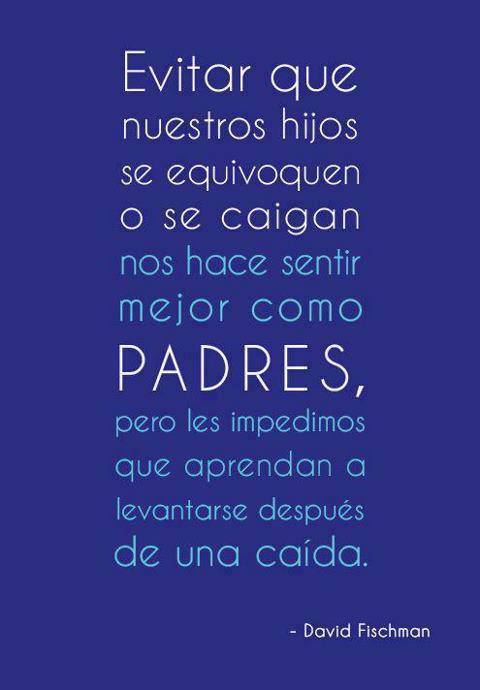 Evitar que
nuestros hijos
se equivoquen
o se caigan
nos hace sentir
mejor como
PADRES,
pero les impedimos
que aprendan a
levantarse después
de una caída.
- David Fischman